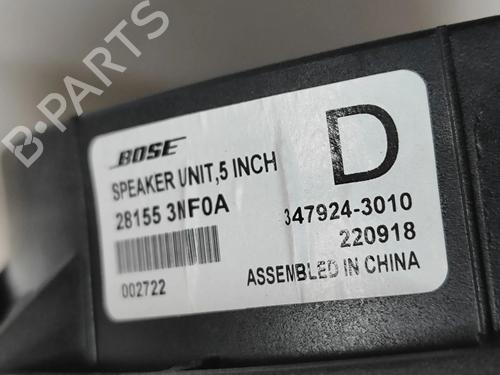 B-PARTS
BOSE
D
SPEAKER UNIT,5 INCH
28155 3NF0A
347924-3010
220918
002722
ASSEMBLED IN CHINA